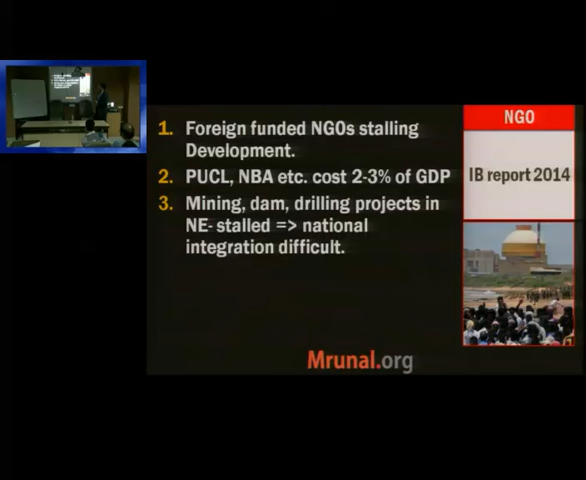 NGO
1. Foreign funded NGOs stalling
Development.
2. PUCL, NBA etc. cost 2-3% of GDP
3. Mining, dam, drilling projects in
NE- stalled => national
integration difficult.
IB report 2014
Mrunal.org